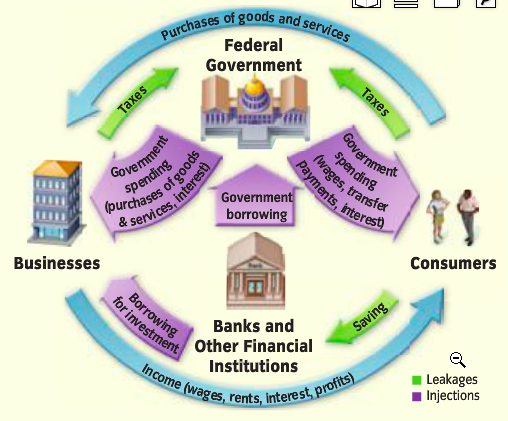 Purchases of goods and services
Federal
Government
Taxes
Taxes
Government
spending
(purchases of goods
& services, interest)
Government
spending
(wages, transfer
payments, interest)
Government
borrowing
Businesses
Consumers
Bank
Borrowing
for investment
Banks and
Other Financial
Institutions
Saving
Income (wages, rents, interest, profits)
Leakages
Injections